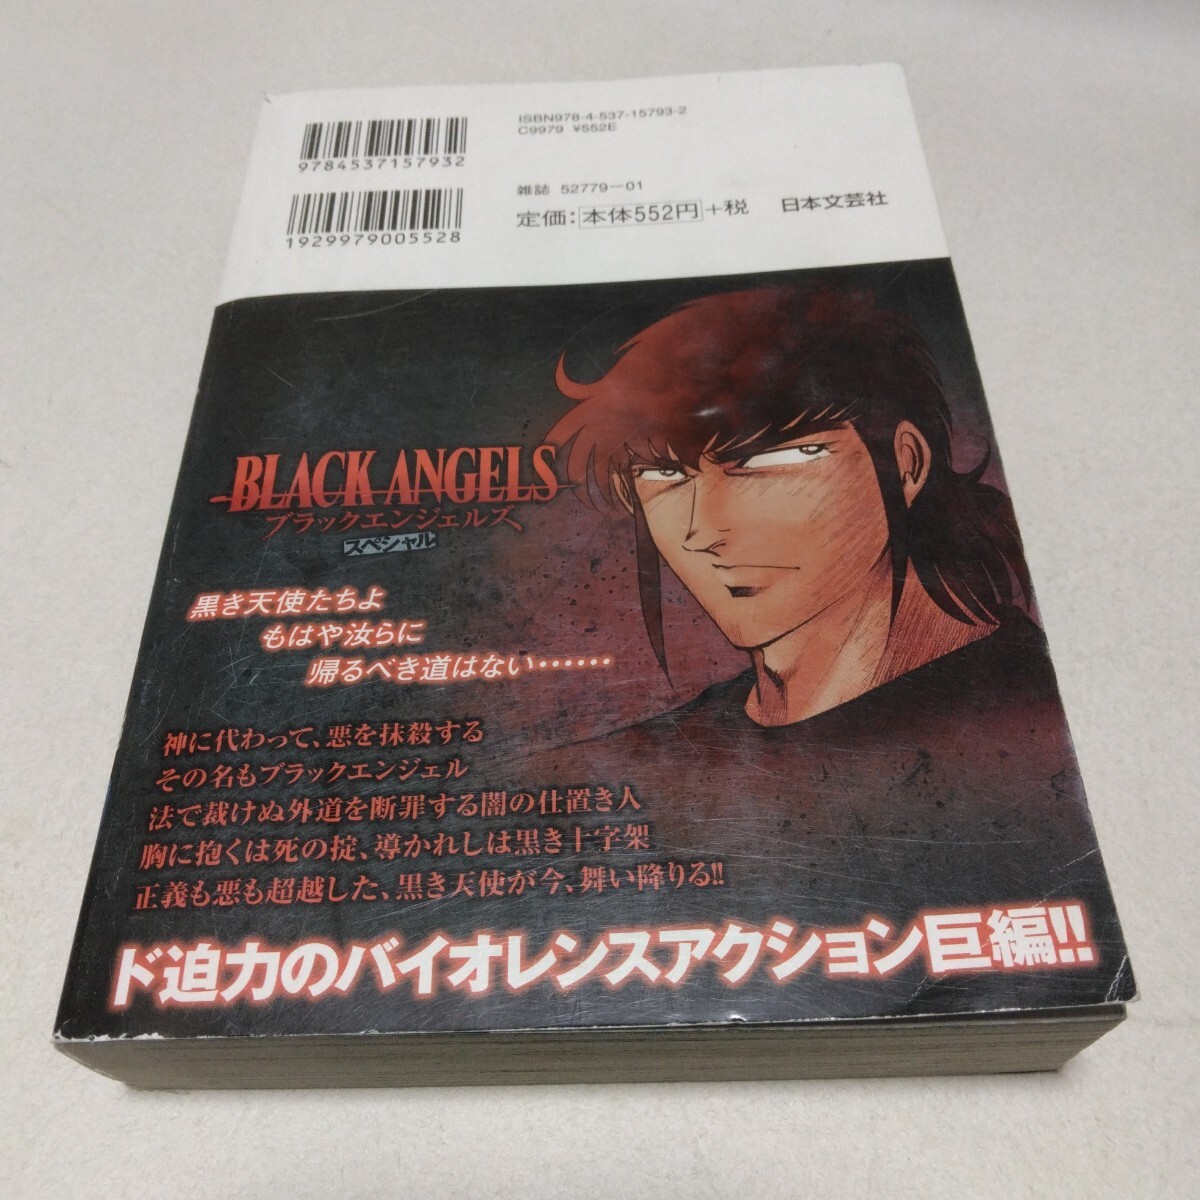 ISBN978-4-537-15793-2
C9979 ¥552E
9784537157932
雑誌 52779-01
定価:本体552円+税 日本文芸社
1929979005528
BLACK ANGELS
ブラックエンジェルズ
スペシャル
黒き天使たちよ
もはや汝らに
帰るべき道はない……
神に代わって、悪を抹殺する
その名もブラックエンジェル
法で裁けぬ外道を断罪する闇の仕置き人
胸に抱くは死の掟、導かれしは黒き十字架
正義も悪も超越した、黒き天使が今、舞い降りる!!
ド迫力のバイオレンスアクション巨編!!